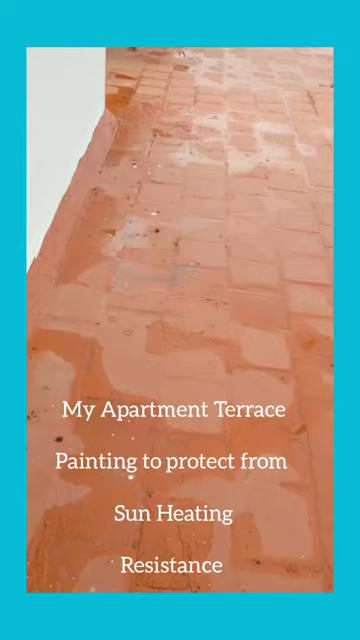 My Apartment Terrace
Painting to protect from
Sun Heating
Resistance